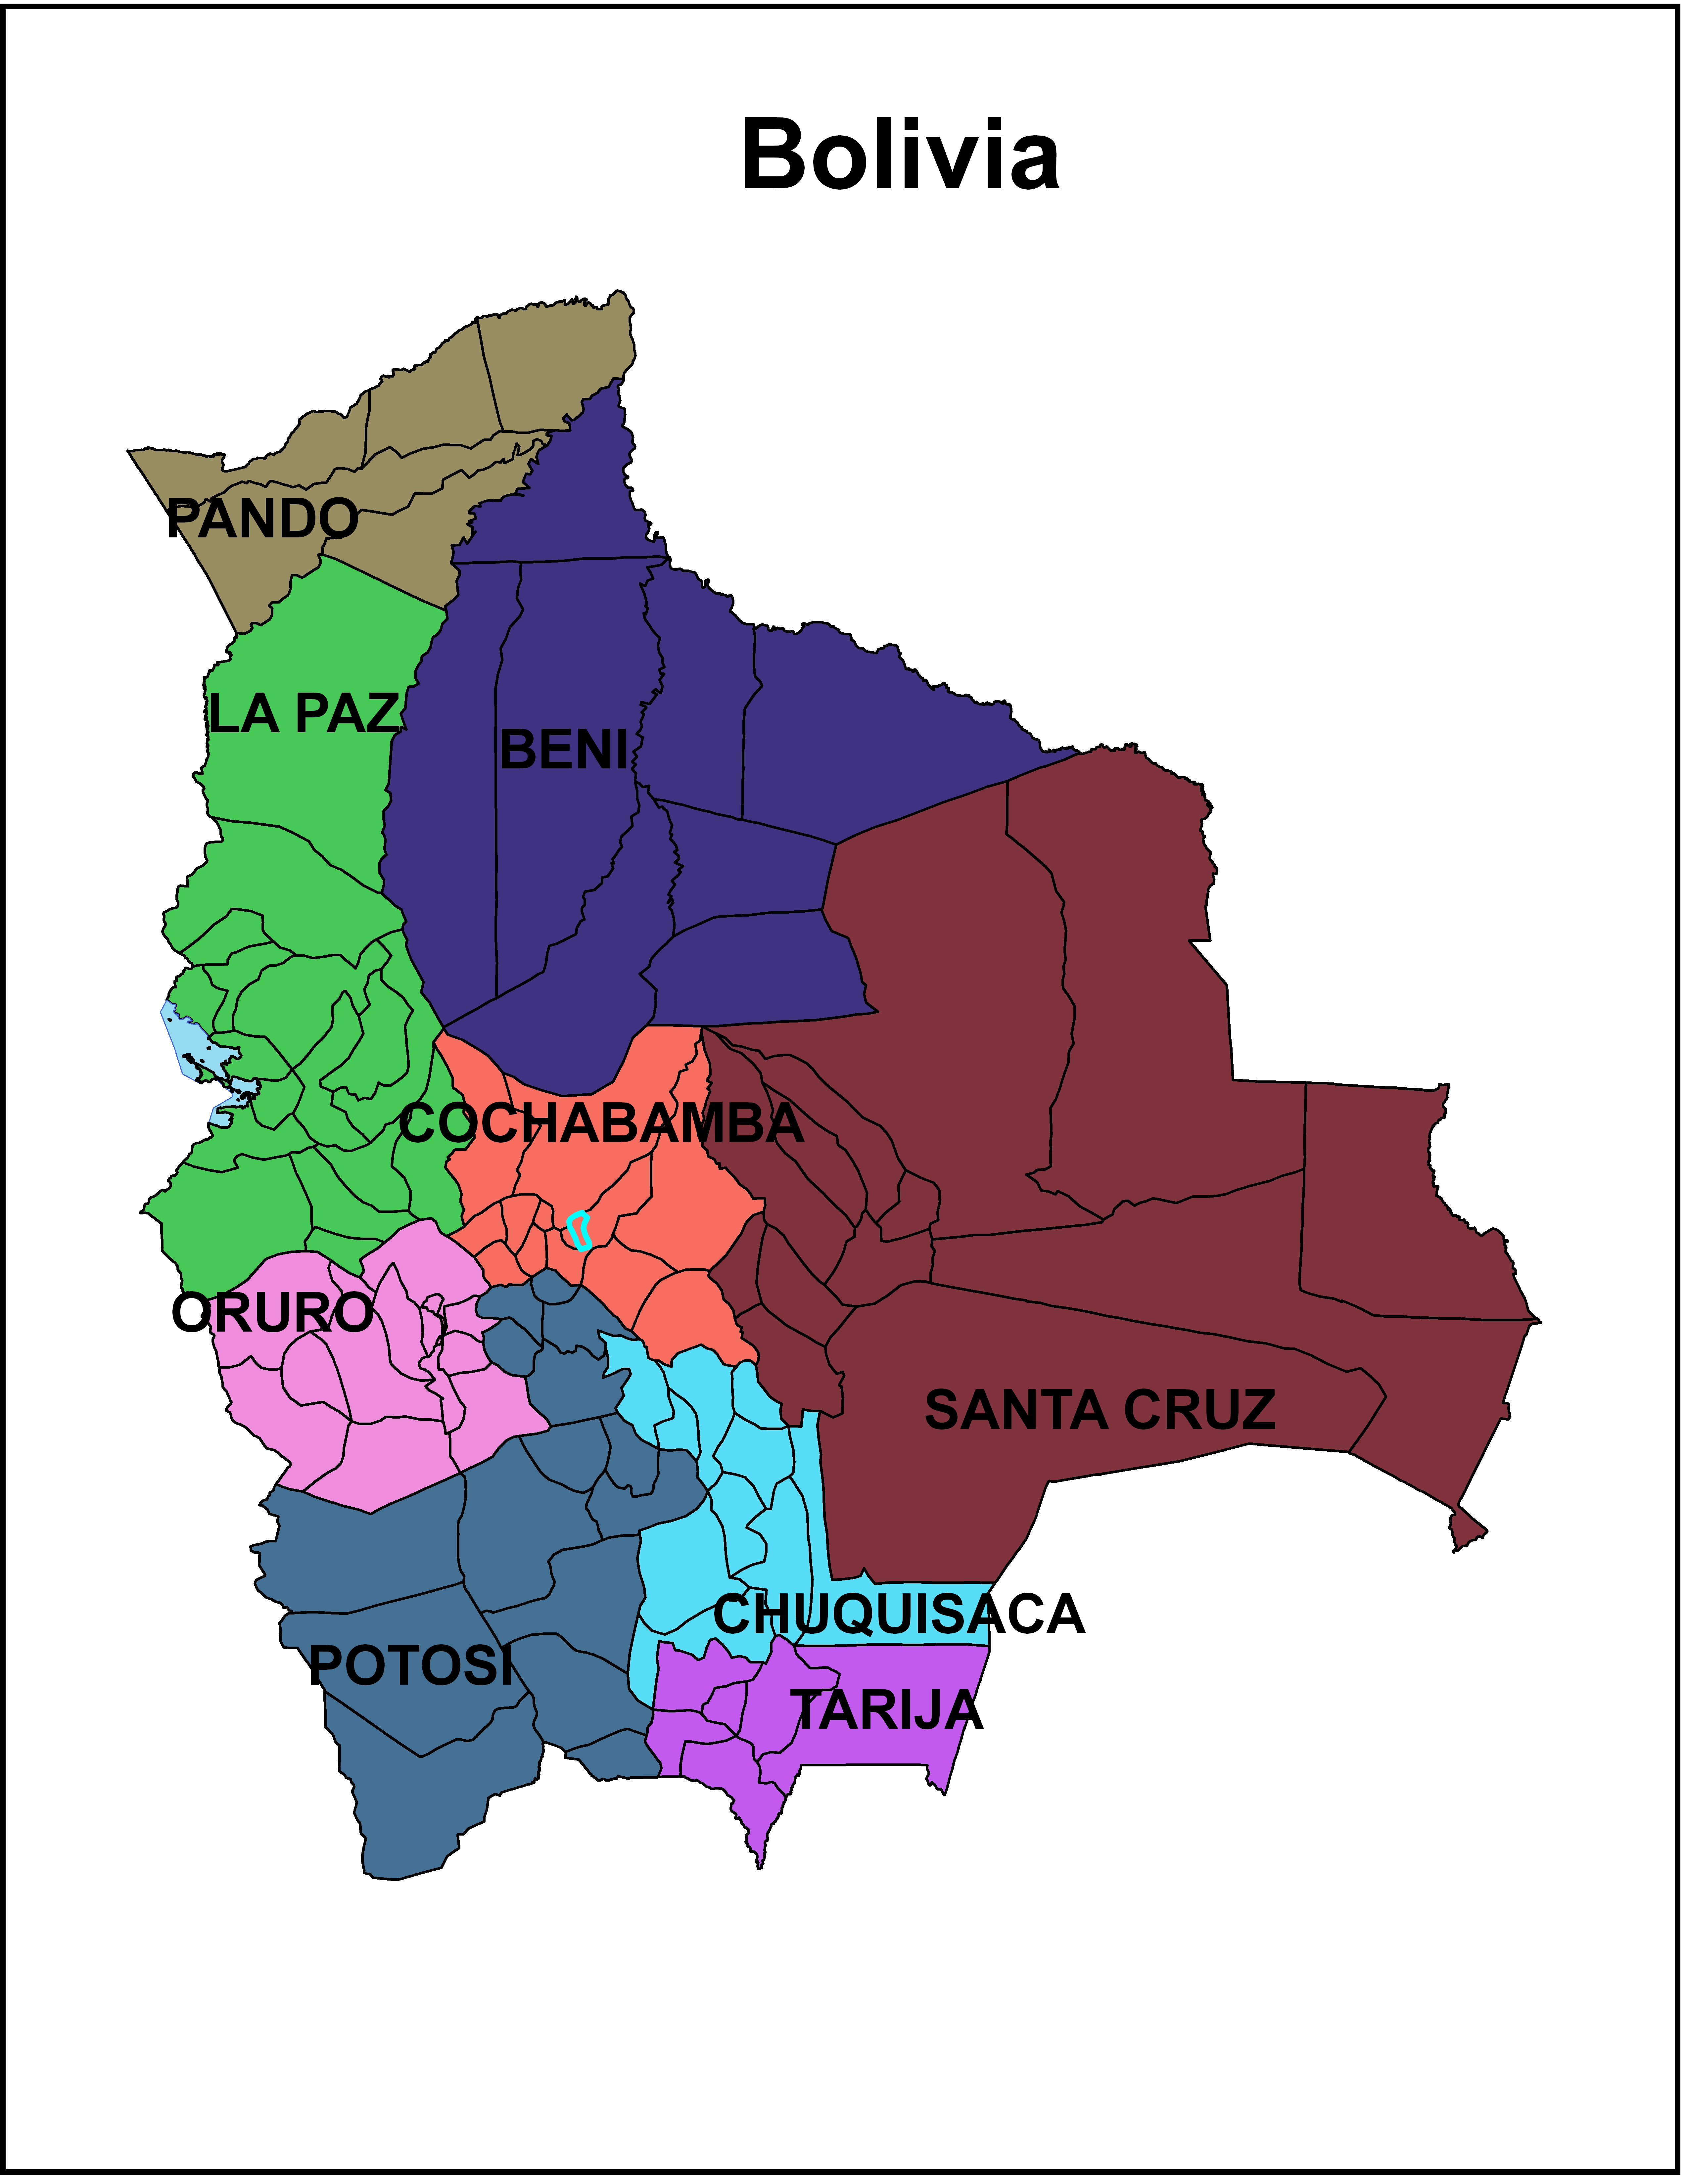 Bolivia
PANDO
LA PAZ
BENI
COCHABAMBA
ORURO
SANTA CRUZ
CHUQUISACA
POTOSI
TARIJA